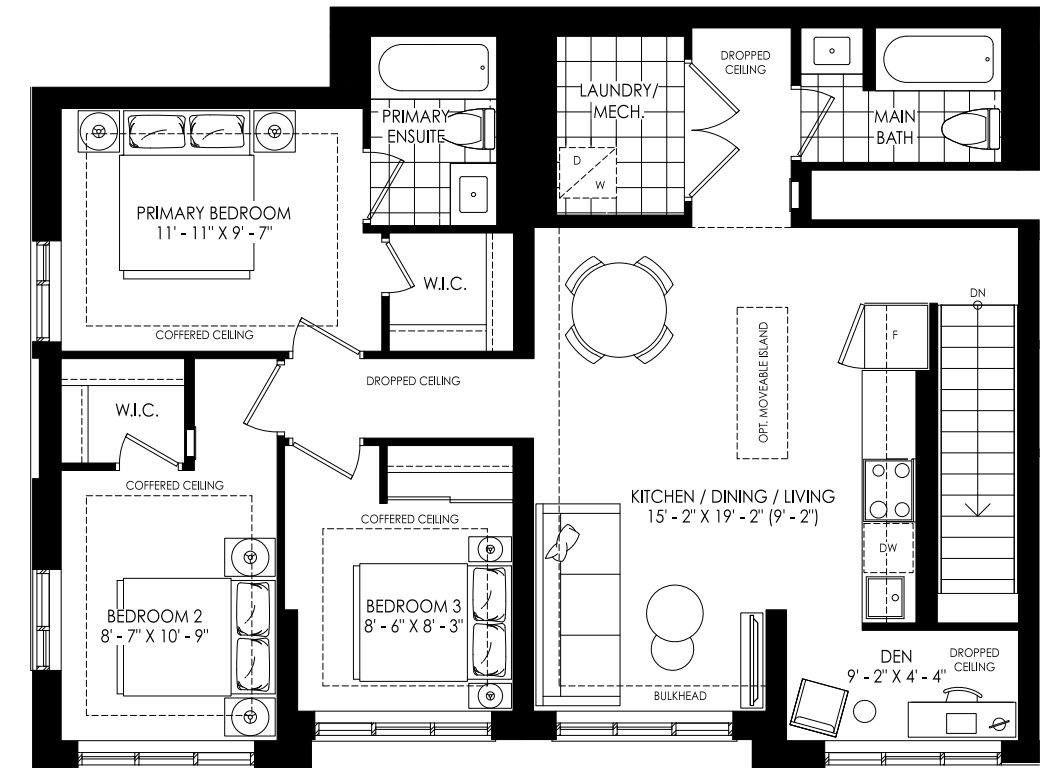 DROPPED
CEILING
LAUNDRY/
MECH.
PRIMARY
ENSUITE
MAIN
BATH
D
W
PRIMARY BEDROOM
11' - 11" X 9' - 7"
W.I.C.
COFFERED CEILING
DN
F
OPT. MOVEABLE ISLAND
DROPPED CEILING
W.I.C.
COFFERED CEILING
COFFERED CEILING
KITCHEN / DINING / LIVING
15' - 2" X 19' - 2" (9' - 2")
DW
BEDROOM 2
8' - 7" X 10' - 9"
BEDROOM 3
8' - 6" X 8' - 3"
DEN
9' - 2" X 4' - 4"
DROPPED
CEILING
BULKHEAD